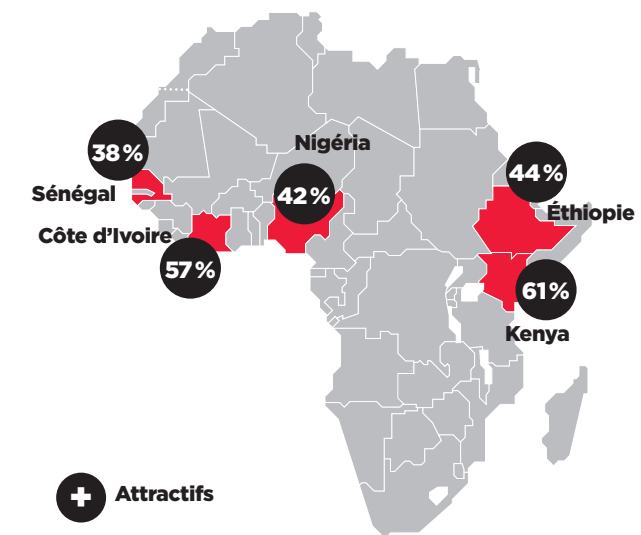 Nigéria
38%
44%
Sénégal
42%
Éthiopie
Côte d’Ivoire
57%
61%
Kenya
+ Attractifs